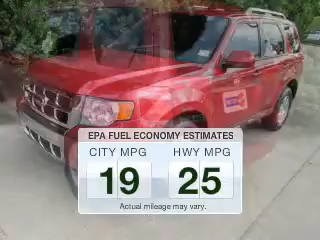 EPA FUEL ECONOMY ESTIMATES
CITY MPG HWY MPG
19 25
Actual mileage may vary.